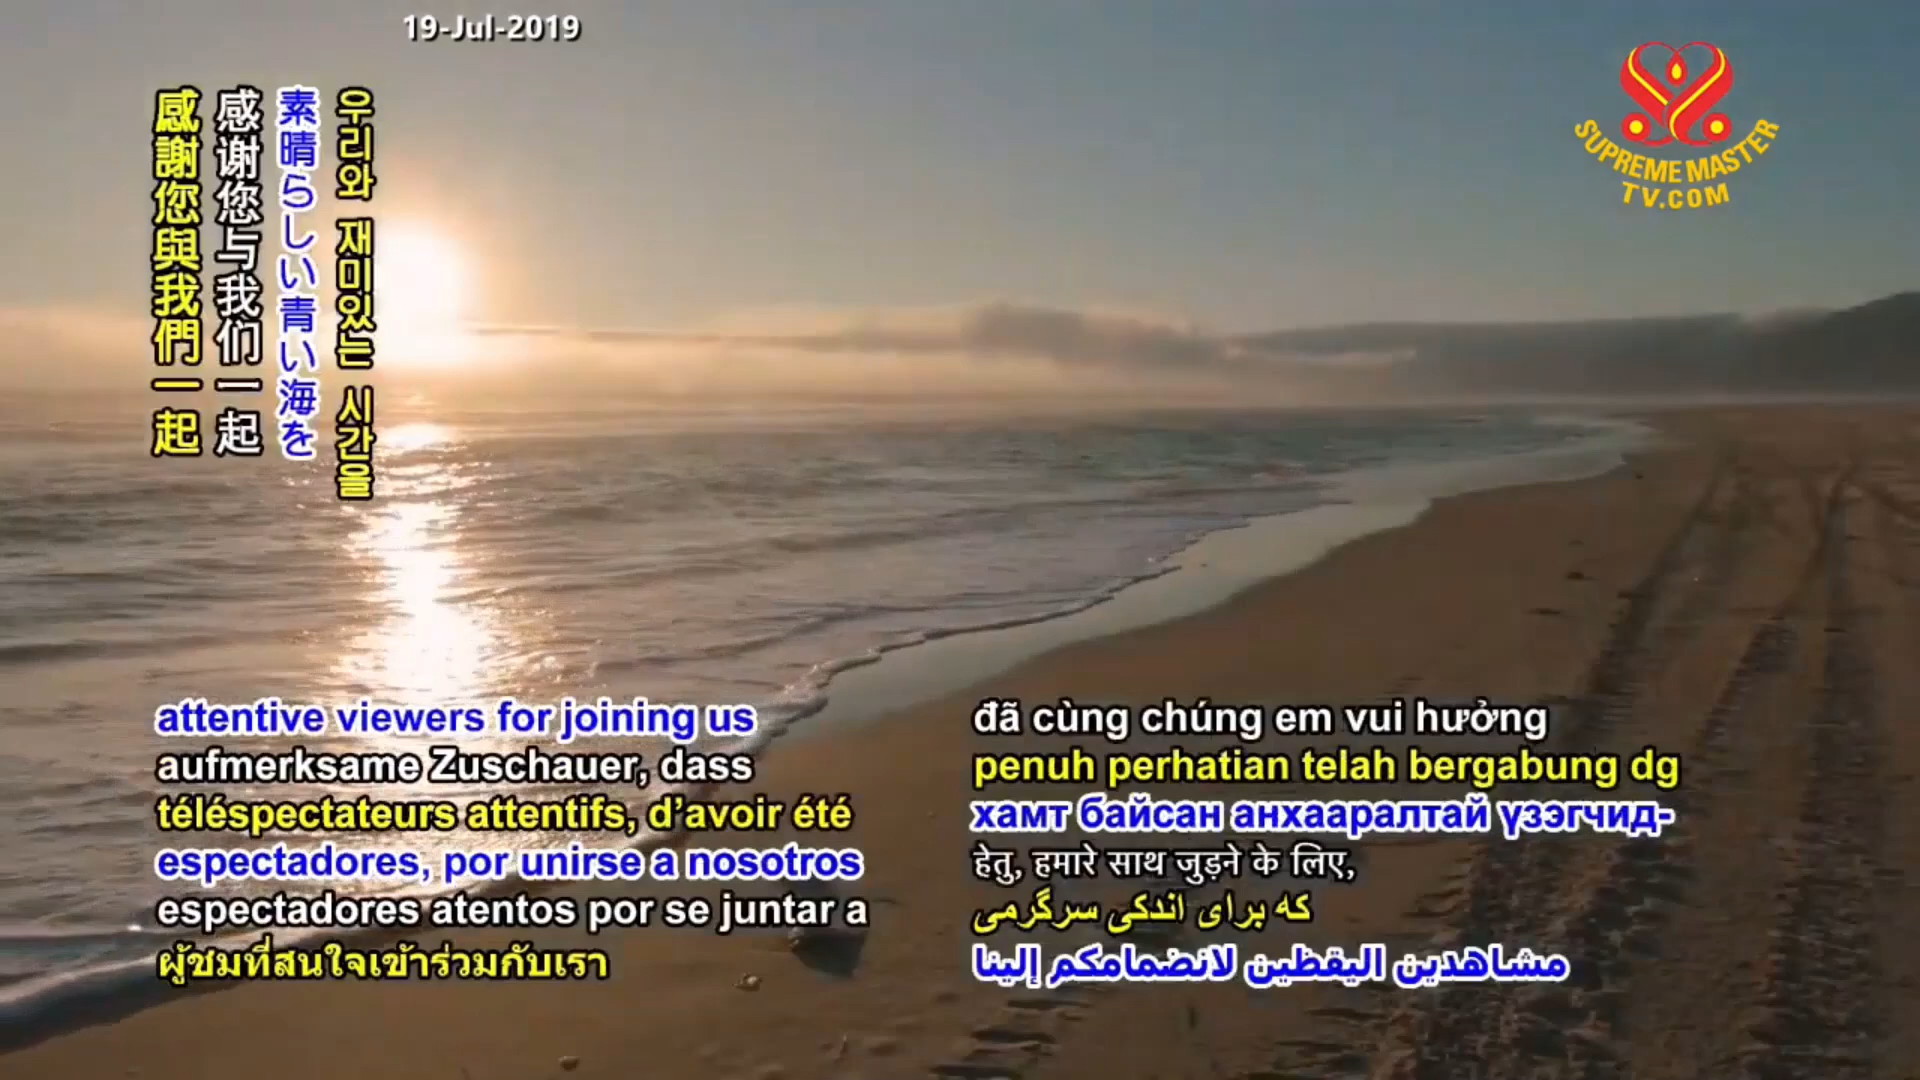 19-Jul-2019
SUPREME MASTER
TV.COM
感謝您與我們一起
感谢您与我们一起
素晴らしい青い海を
우리와 재미있는 시간을
attentive viewers for joining us
aufmerksame Zuschauer, dass
téléspectateurs attentifs, d’avoir été
espectadores, por unirse a nosotros
espectadores atentos por se juntar a
ผู้ชมที่สนใจเข้าร่วมกับเรา
đã cùng chúng em vui hưởng
penuh perhatian telah bergabung dg
хамт байсан анхааралтай үзэгчид-
हेतु, हमारे साथ जुड़ने के लिए,
که برای اندکی سرگرمی
مشاهدين اليقظين لانضمامكم إلينا